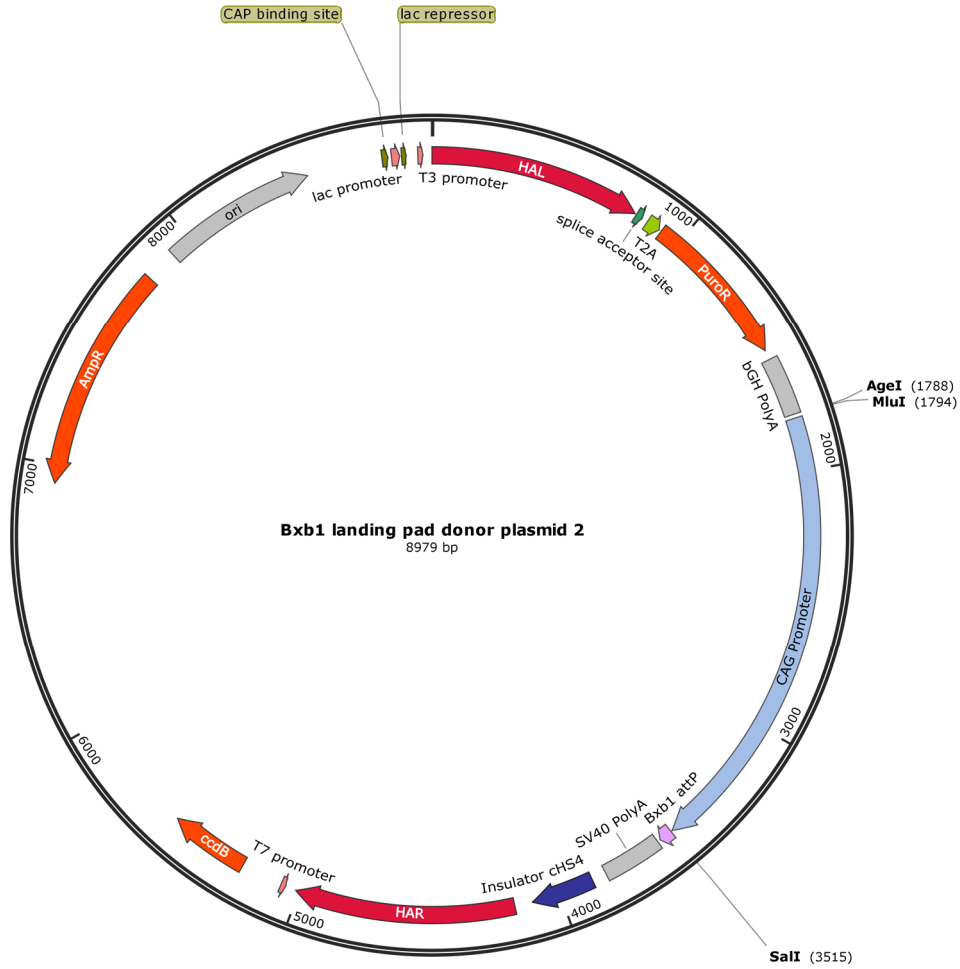 CAP binding site
lac repressor
lac promoter
T3 promoter
HAL
splice acceptor site
T2A
1000
PuroR
bGH PolyA
AgeI (1788)
MluI (1794)
2000
CAG Promoter
3000
Bxb1 attP
SV40 PolyA
SalI (3515)
Insulator cHS4
4000
HAR
5000
T7 promoter
ccdB
6000
7000
AmpR
8000
ori
Bxb1 landing pad donor plasmid 2
8979 bp